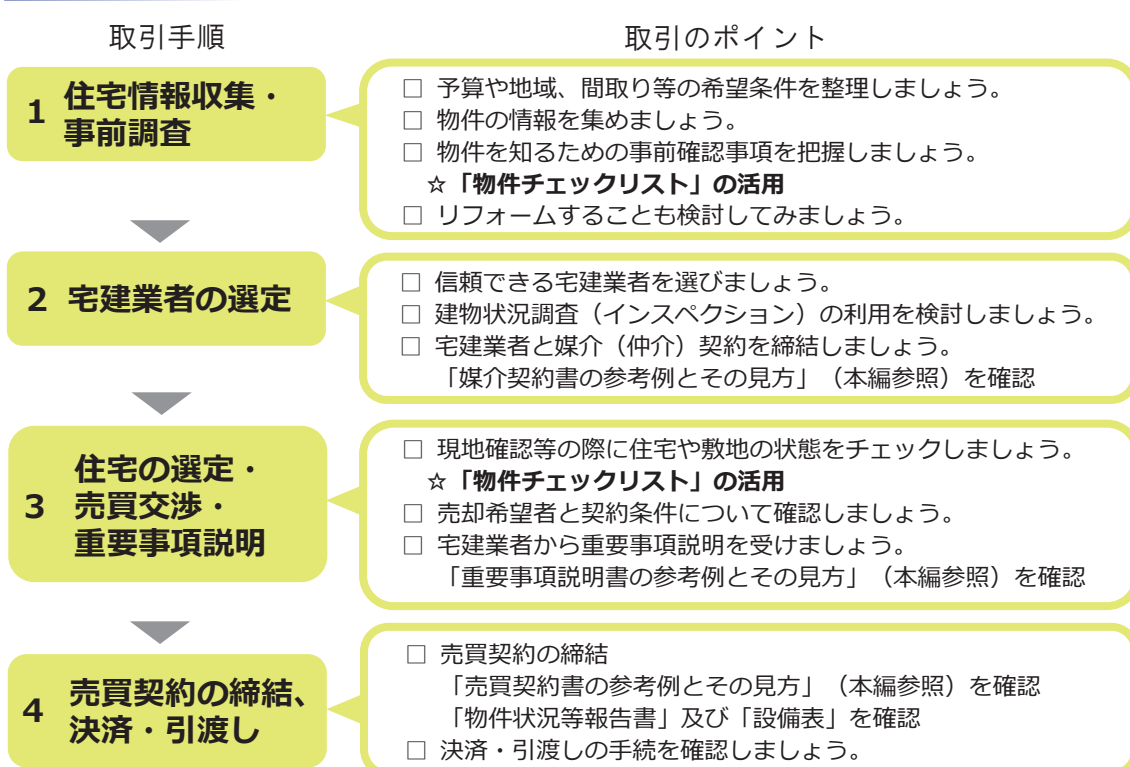 取引手順
取引のポイント
1 住宅情報収集・
事前調査
□ 予算や地域、間取り等の希望条件を整理しましょう。
□ 物件の情報を集めましょう。
□ 物件を知るための事前確認事項を把握しましょう。
☆「物件チェックリスト」の活用
□ リフォームすることも検討してみましょう。
2 宅建業者の選定
□ 信頼できる宅建業者を選びましょう。
□ 建物状況調査（インスペクション）の利用を検討しましょう。
□ 宅建業者と媒介（仲介）契約を締結しましょう。
「媒介契約書の参考例とその見方」（本編参照）を確認
3 住宅の選定・
売買交渉・
重要事項説明
□ 現地確認等の際に住宅や敷地の状態をチェックしましょう。
☆「物件チェックリスト」の活用
□ 売却希望者と契約条件について確認しましょう。
□ 宅建業者から重要事項説明を受けましょう。
「重要事項説明書の参考例とその見方」（本編参照）を確認
4 売買契約の締結、
決済・引渡し
□ 売買契約の締結
「売買契約書の参考例とその見方」（本編参照）を確認
「物件状況等報告書」及び「設備表」を確認
□ 決済・引渡しの手続を確認しましょう。